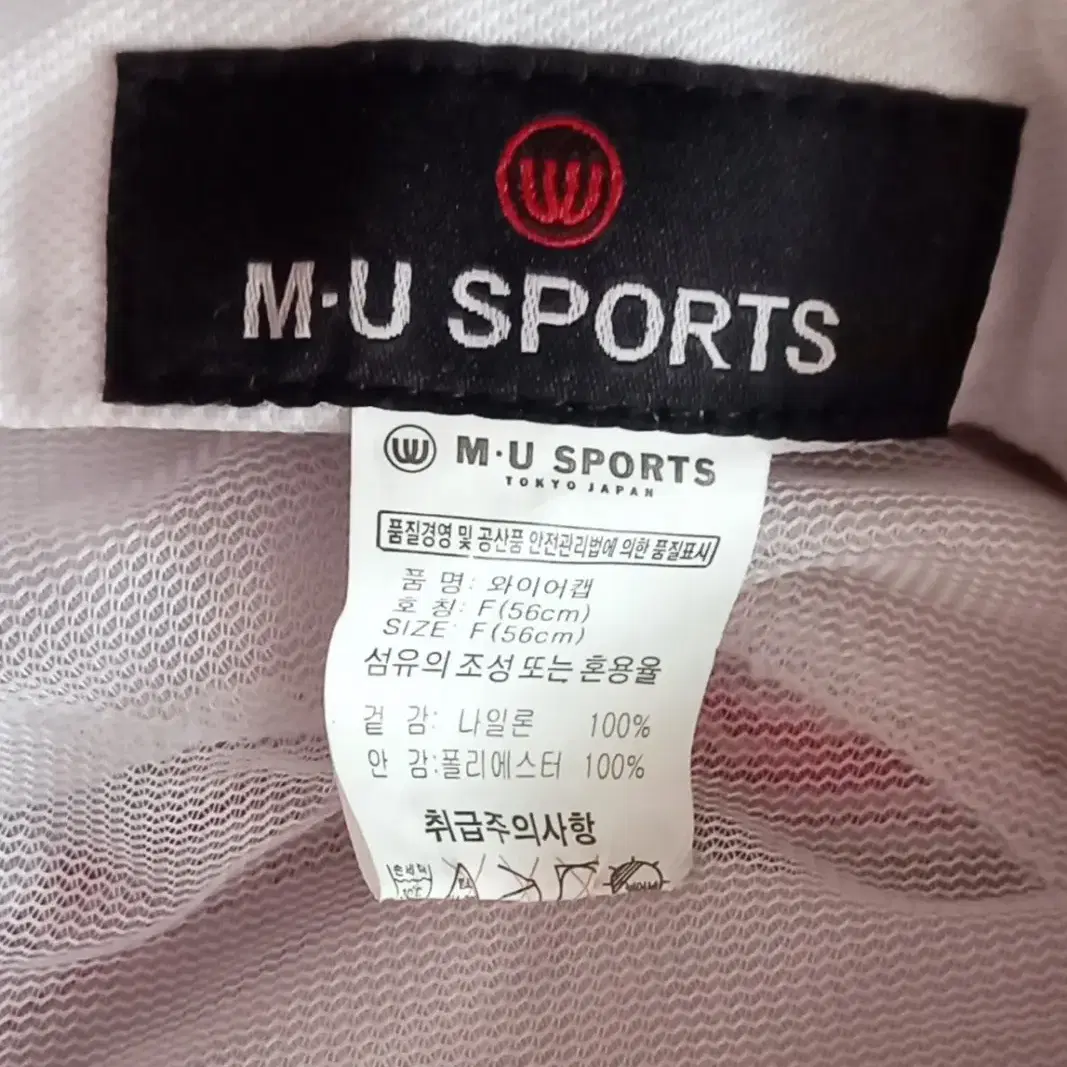 M·U SPORTS
M·U SPORTS
TOKYO JAPAN
품질경영 및 공산품 안전관리법에 의한 품질표시
품 명: 와이어캡
호 칭: F(56cm)
SIZE: F(56cm)
섬유의 조성 또는 혼용율
겉 감: 나일론 100%
안 감:폴리에스터 100%
취급주의사항
손세탁